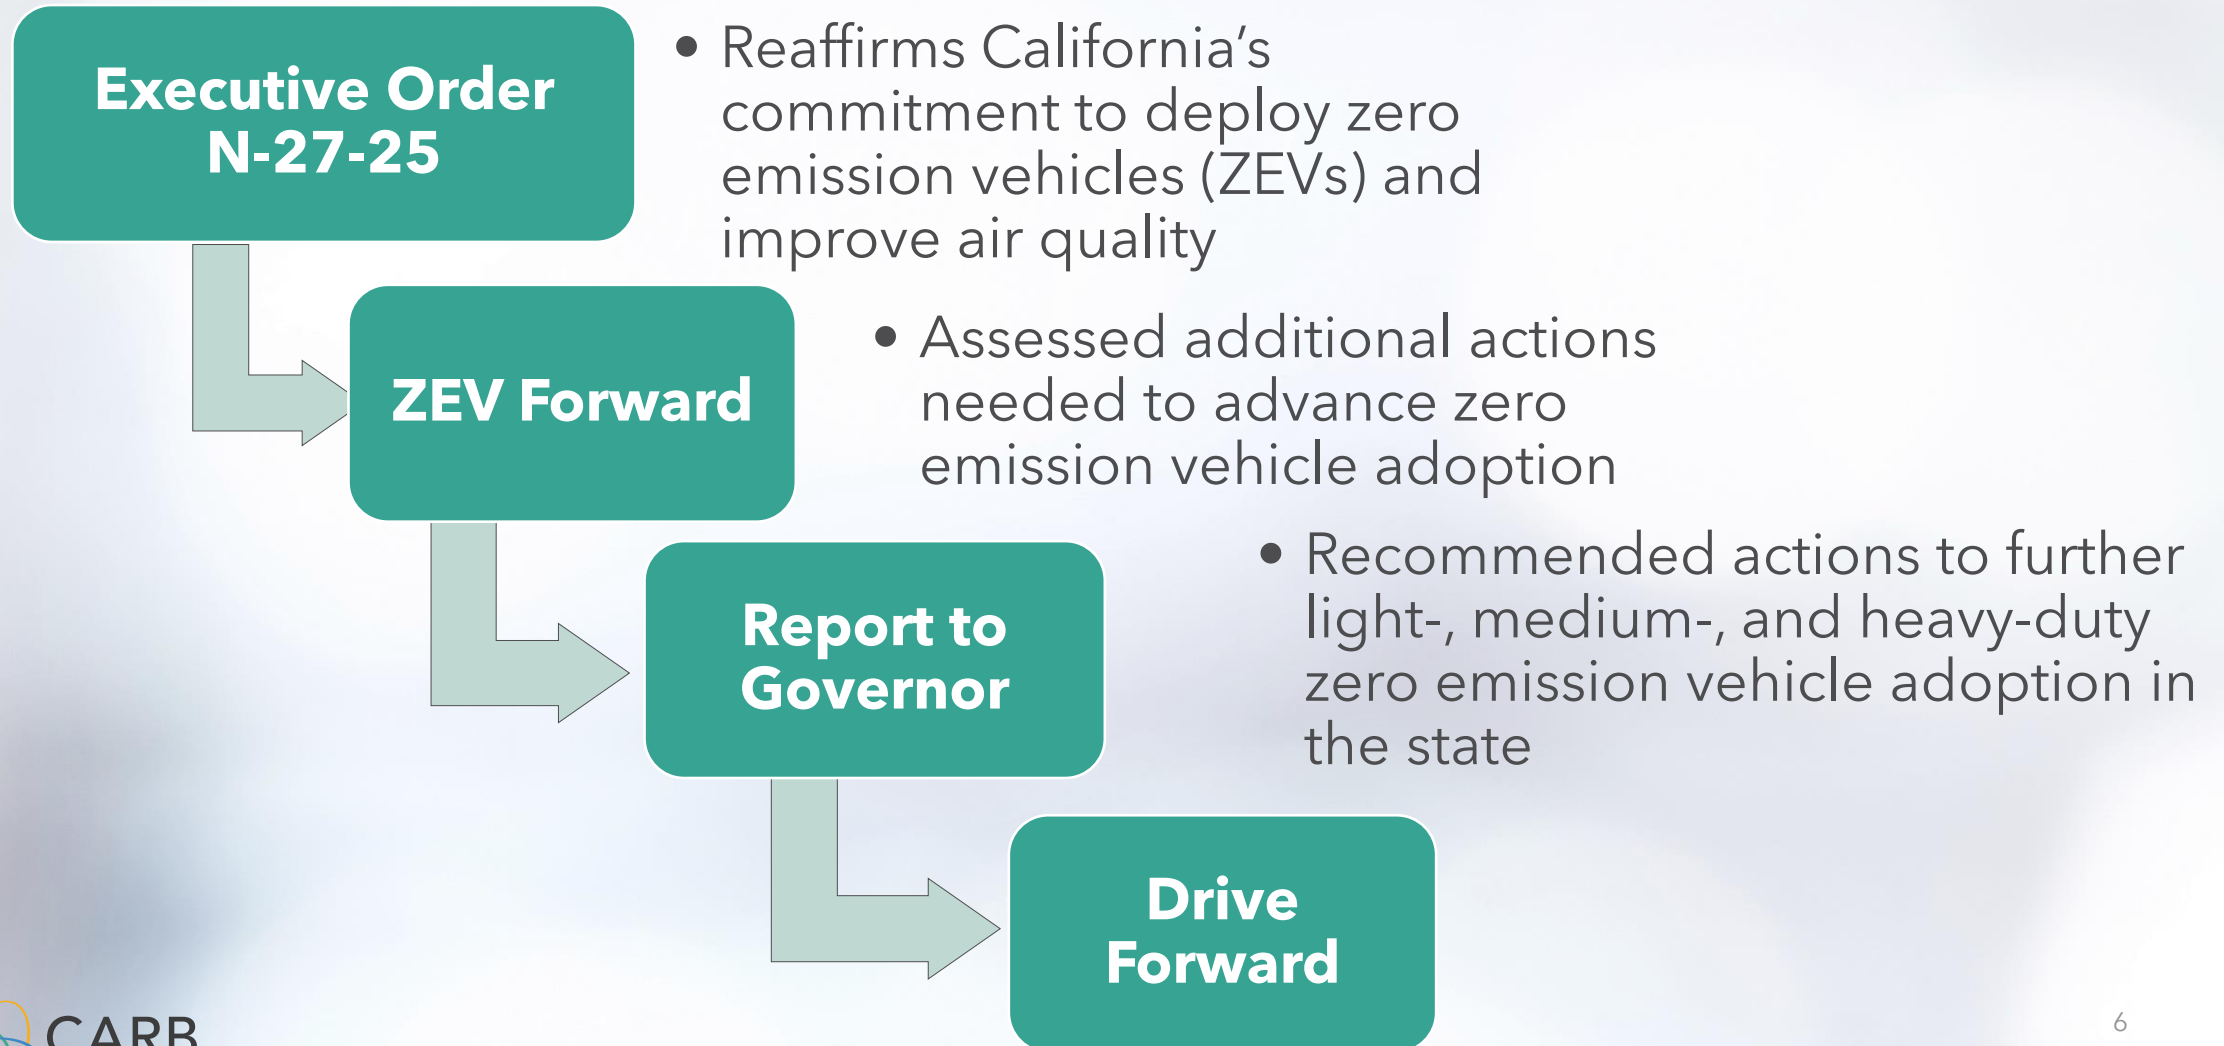 Executive Order
N-27-25
• Reaffirms California’s
commitment to deploy zero
emission vehicles (ZEVs) and
improve air quality
ZEV Forward
• Assessed additional actions
needed to advance zero
emission vehicle adoption
Report to
Governor
• Recommended actions to further
light-, medium-, and heavy-duty
zero emission vehicle adoption in
the state
Drive
Forward
CARB
6